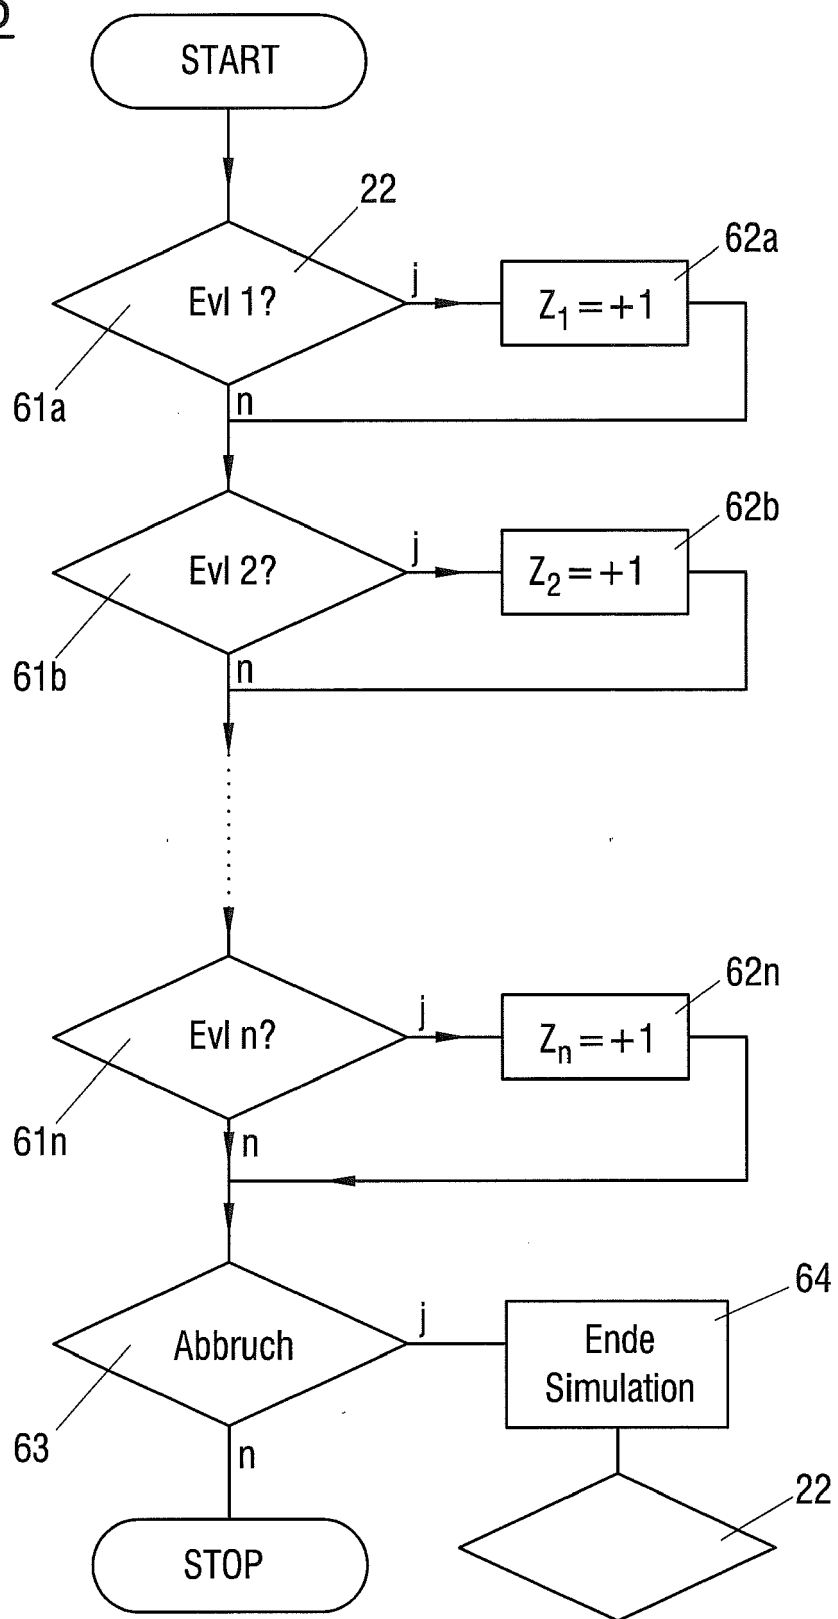 START
22
62a
j
Evl 1?
Z₁ = +1
61a
n
62b
j
Evl 2?
Z₂ = +1
61b
n
62n
j
Evl n?
Zₙ = +1
61n
n
64
j
Abbruch
Ende
Simulation
63
n
22
STOP